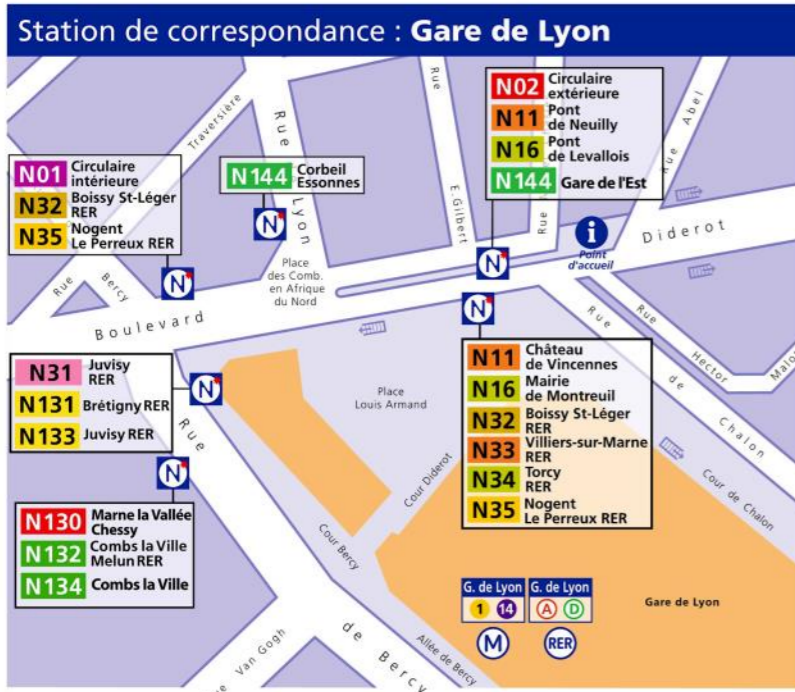 Station de correspondance : Gare de Lyon
N01 Circulaire
intérieure
N32 Boissy St-Léger
RER
N35 Nogent
Le Perreux RER
N144 Corbeil
Essonnes
N02 Circulaire
extérieure
N11 Pont
de Neuilly
N16 Pont
de Levallois
N144 Gare de l'Est
Rue Traversière
Rue de Lyon
Rue
E.Gilbert
Rue
Rue Abel
Diderot
i
Point
d'accueil
Place
des Comb.
en Afrique
du Nord
Rue
Bercy
Boulevard
N
N
N
N
N
N
N31 Juvisy
RER
N131 Brétigny RER
N133 Juvisy RER
Place
Louis Armand
N11 Château
de Vincennes
N16 Mairie
de Montreuil
N32 Boissy St-Léger
RER
N33 Villiers-sur-Marne
RER
N34 Torcy
RER
N35 Nogent
Le Perreux RER
Rue Hector
Rue de Chalon
Cour de Chalon
N130 Marne la Vallée
Chessy
N132 Combs la Ville
Melun RER
N134 Combs la Ville
Cour Diderot
Cour Bercy
Rue de Bercy
Allée de Bercy
Van Gogh
G. de Lyon
1 14
M
G. de Lyon
A D
RER
Gare de Lyon